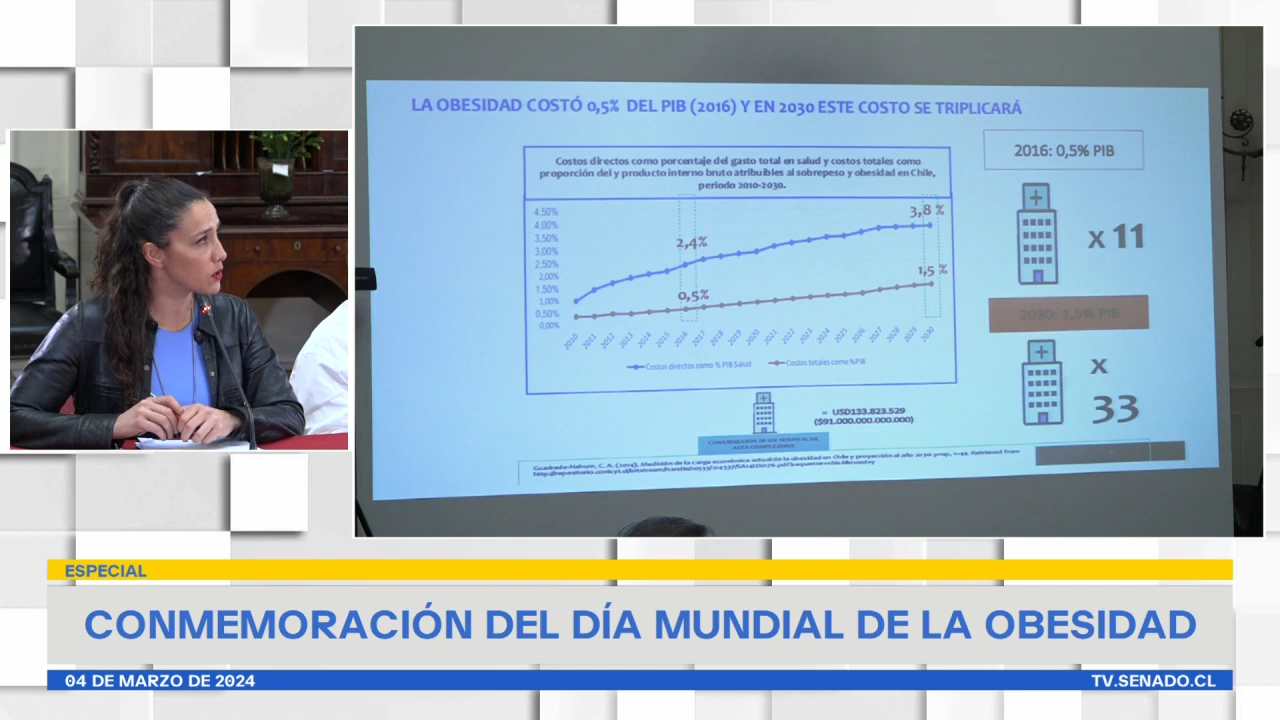 LA OBESIDAD COSTÓ 0,5% DEL PIB (2016) Y EN 2030 ESTE COSTO SE TRIPLICARÁ
Costos directos como porcentaje del gasto total en salud y costos totales como
proporción del y producto interno bruto atribuibles al sobrepeso y obesidad en Chile,
periodo 2010-2030.
4.50%
4,00%
3,50%
3,00%
2,50%
2,00%
1,50%
1,00%
0,50%
0,00%
2,4%
3,8 %
0,5%
1,5 %
2010 2011 2012 2013 2014 2015 2016 2017 2018 2019 2020 2021 2022 2023 2024 2025 2026 2027 2028 2029 2030
Costos directos como % PIB Salud
Costos totales como %PIB
2016: 0,5% PIB
x 11
2030: 1,5% PIB
x
33
= USD133.823.529
($91.000.000.000.000)
CONSTRUCCIÓN DE UN HOSPITAL DE
ESPECIAL
CONMEMORACIÓN DEL DÍA MUNDIAL DE LA OBESIDAD
04 DE MARZO DE 2024
TV.SENADO.CL